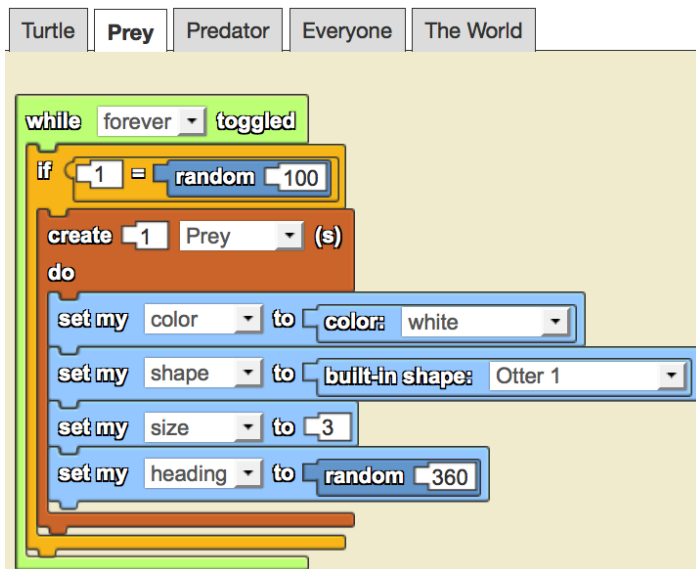 Turtle Prey Predator Everyone The World
while forever toggled
if 1 = random 100
create 1 Prey (s)
do
set my color to color: white
set my shape to built-in shape: Otter 1
set my size to 3
set my heading to random 360